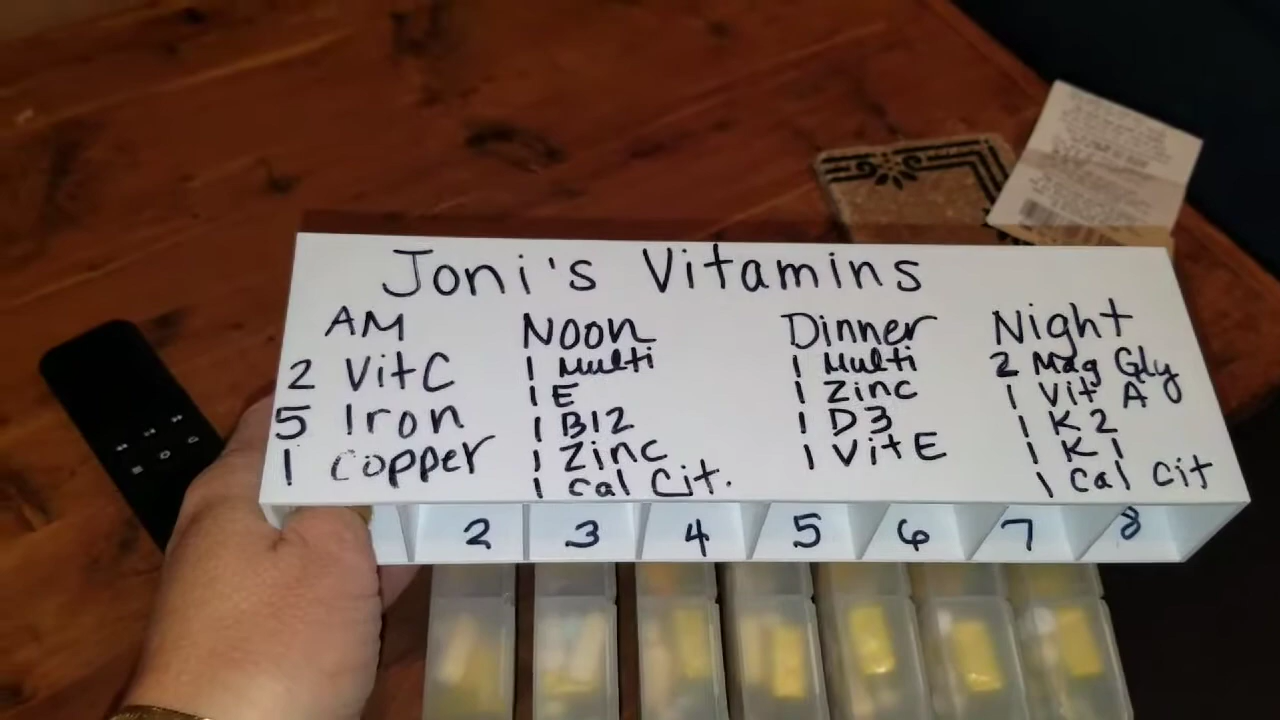 Joni's Vitamins
AM
2 Vit C
5 Iron
1 Copper
Noon
1 Multi
1 E
1 B12
1 Zinc
1 Cal Cit.
Dinner
1 Multi
1 Zinc
1 D3
1 Vit E
Night
2 Mag Gly
1 Vit A
1 K2
1 K1
1 Cal Cit
2 3 4 5 6 7 8